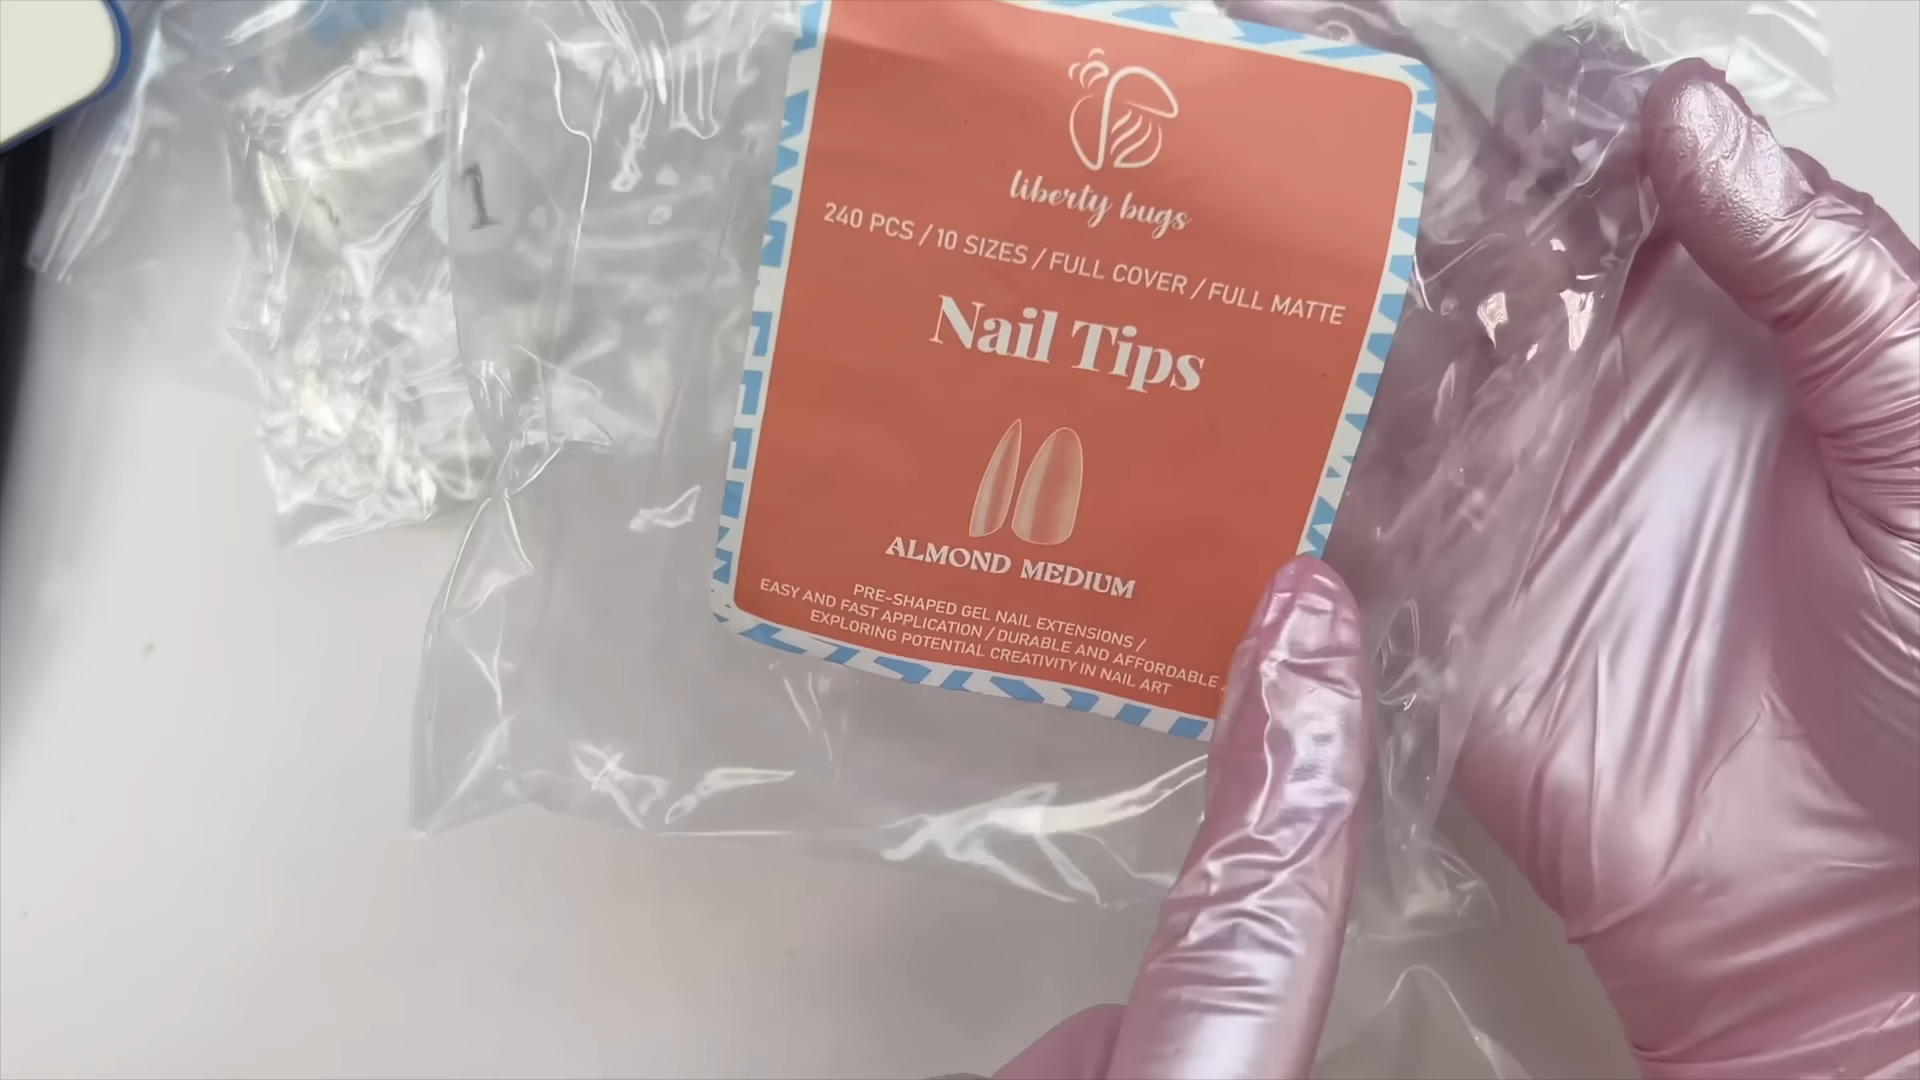 1
liberty bugs
240 PCS / 10 SIZES / FULL COVER / FULL MATTE
Nail Tips
ALMOND MEDIUM
PRE-SHAPED GEL NAIL EXTENSIONS /
EASY AND FAST APPLICATION / DURABLE AND AFFORDABLE /
EXPLORING POTENTIAL CREATIVITY IN NAIL ART